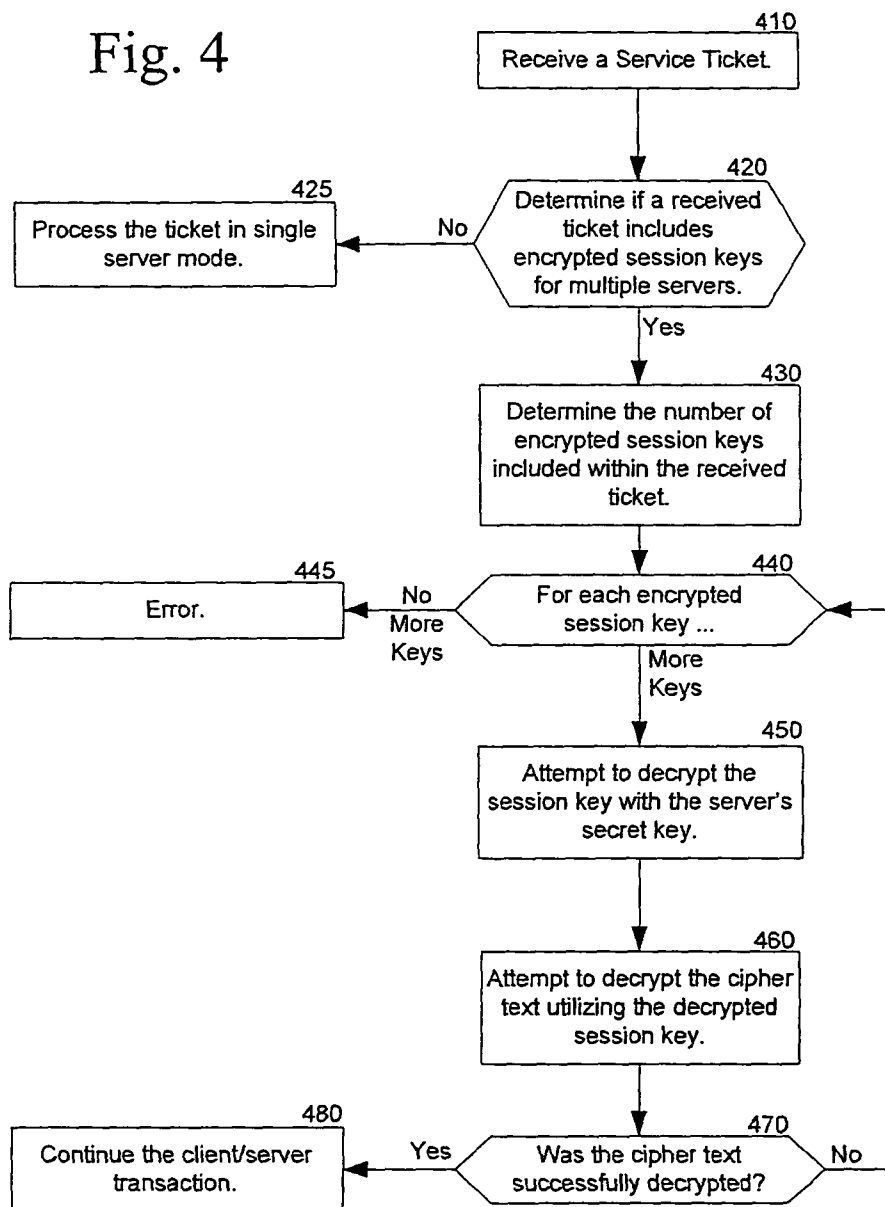 Fig. 4
410
Receive a Service Ticket.
420
Determine if a received
ticket includes
encrypted session keys
for multiple servers.
No
425
Process the ticket in single
server mode.
Yes
430
Determine the number of
encrypted session keys
included within the received
ticket.
440
For each encrypted
session key ...
No
More
Keys
445
Error.
More
Keys
450
Attempt to decrypt the
session key with the server's
secret key.
460
Attempt to decrypt the cipher
text utilizing the decrypted
session key.
470
Was the cipher text
successfully decrypted?
No
Yes
480
Continue the client/server
transaction.